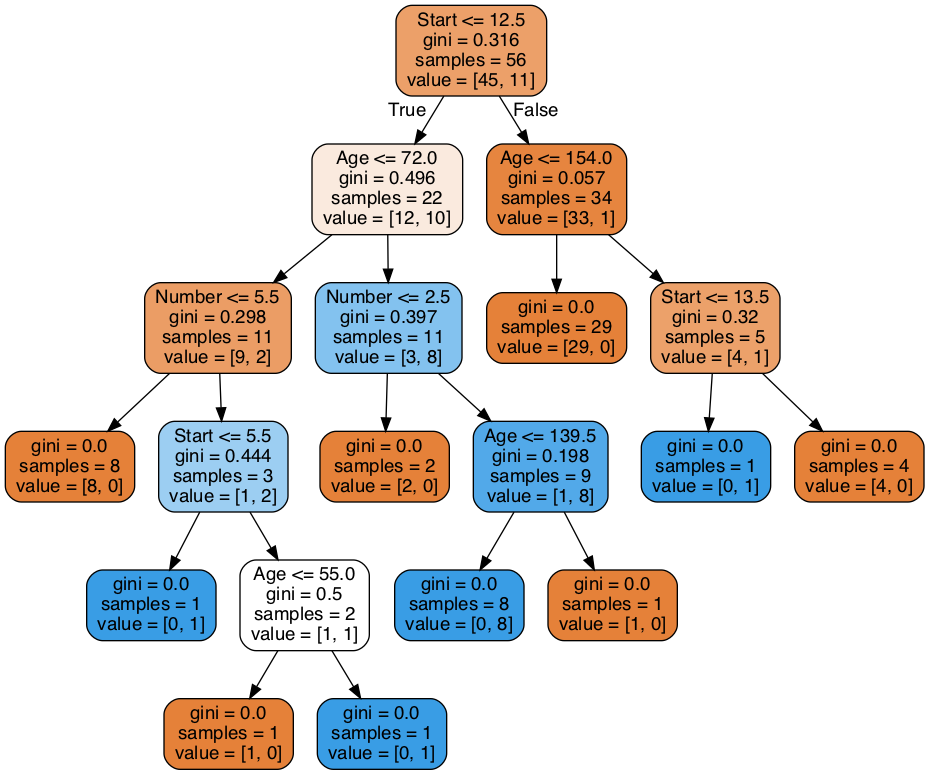 Start <= 12.5
gini = 0.316
samples = 56
value = [45, 11]
True
False
Age <= 72.0
gini = 0.496
samples = 22
value = [12, 10]
Age <= 154.0
gini = 0.057
samples = 34
value = [33, 1]
Number <= 5.5
gini = 0.298
samples = 11
value = [9, 2]
Number <= 2.5
gini = 0.397
samples = 11
value = [3, 8]
gini = 0.0
samples = 29
value = [29, 0]
Start <= 13.5
gini = 0.32
samples = 5
value = [4, 1]
gini = 0.0
samples = 8
value = [8, 0]
Start <= 5.5
gini = 0.444
samples = 3
value = [1, 2]
gini = 0.0
samples = 2
value = [2, 0]
Age <= 139.5
gini = 0.198
samples = 9
value = [1, 8]
gini = 0.0
samples = 1
value = [0, 1]
gini = 0.0
samples = 4
value = [4, 0]
gini = 0.0
samples = 1
value = [0, 1]
Age <= 55.0
gini = 0.5
samples = 2
value = [1, 1]
gini = 0.0
samples = 8
value = [0, 8]
gini = 0.0
samples = 1
value = [1, 0]
gini = 0.0
samples = 1
value = [1, 0]
gini = 0.0
samples = 1
value = [0, 1]